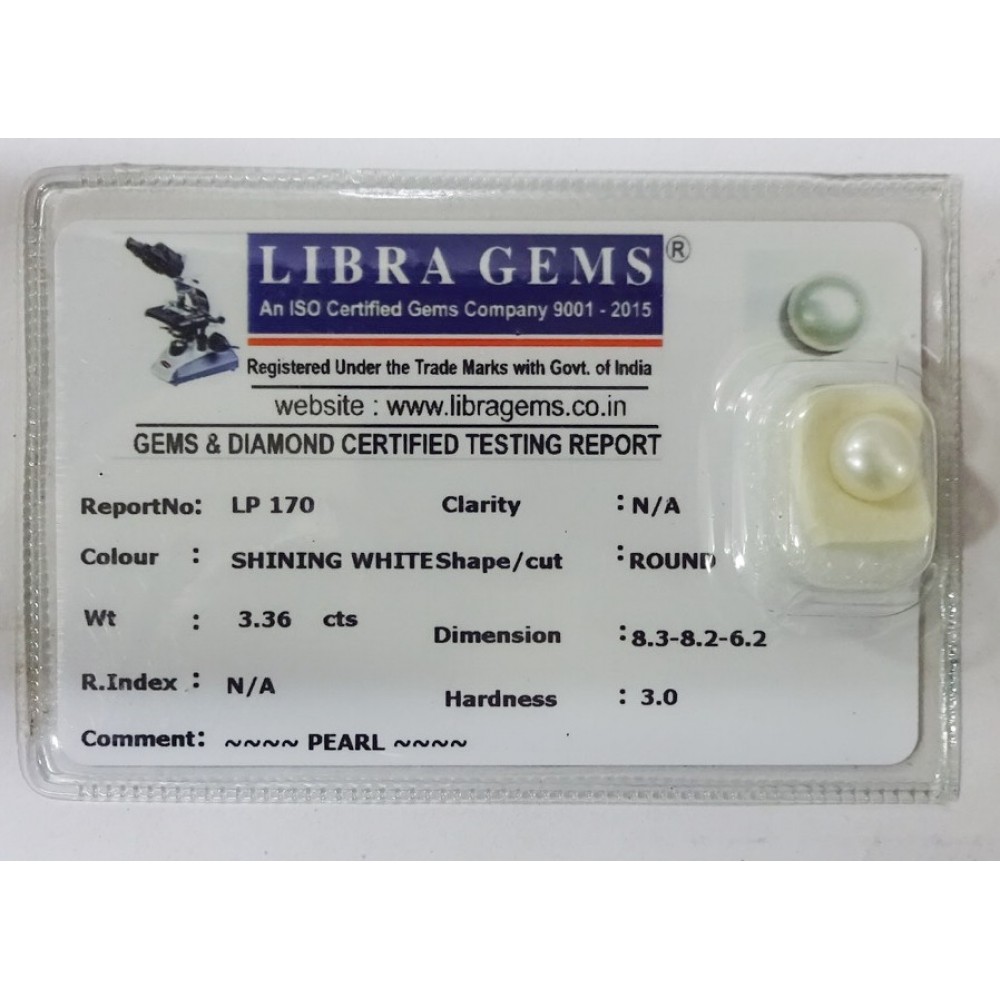 LIBRA GEMS ®
An ISO Certified Gems Company 9001 - 2015
Registered Under the Trade Marks with Govt. of India
website : www.libragems.co.in
GEMS & DIAMOND CERTIFIED TESTING REPORT
ReportNo: LP 170 Clarity : N/A
Colour : SHINING WHITE Shape/cut : ROUND
Wt : 3.36 cts Dimension : 8.3-8.2-6.2
R.Index : N/A Hardness : 3.0
Comment: ~~~~ PEARL ~~~~